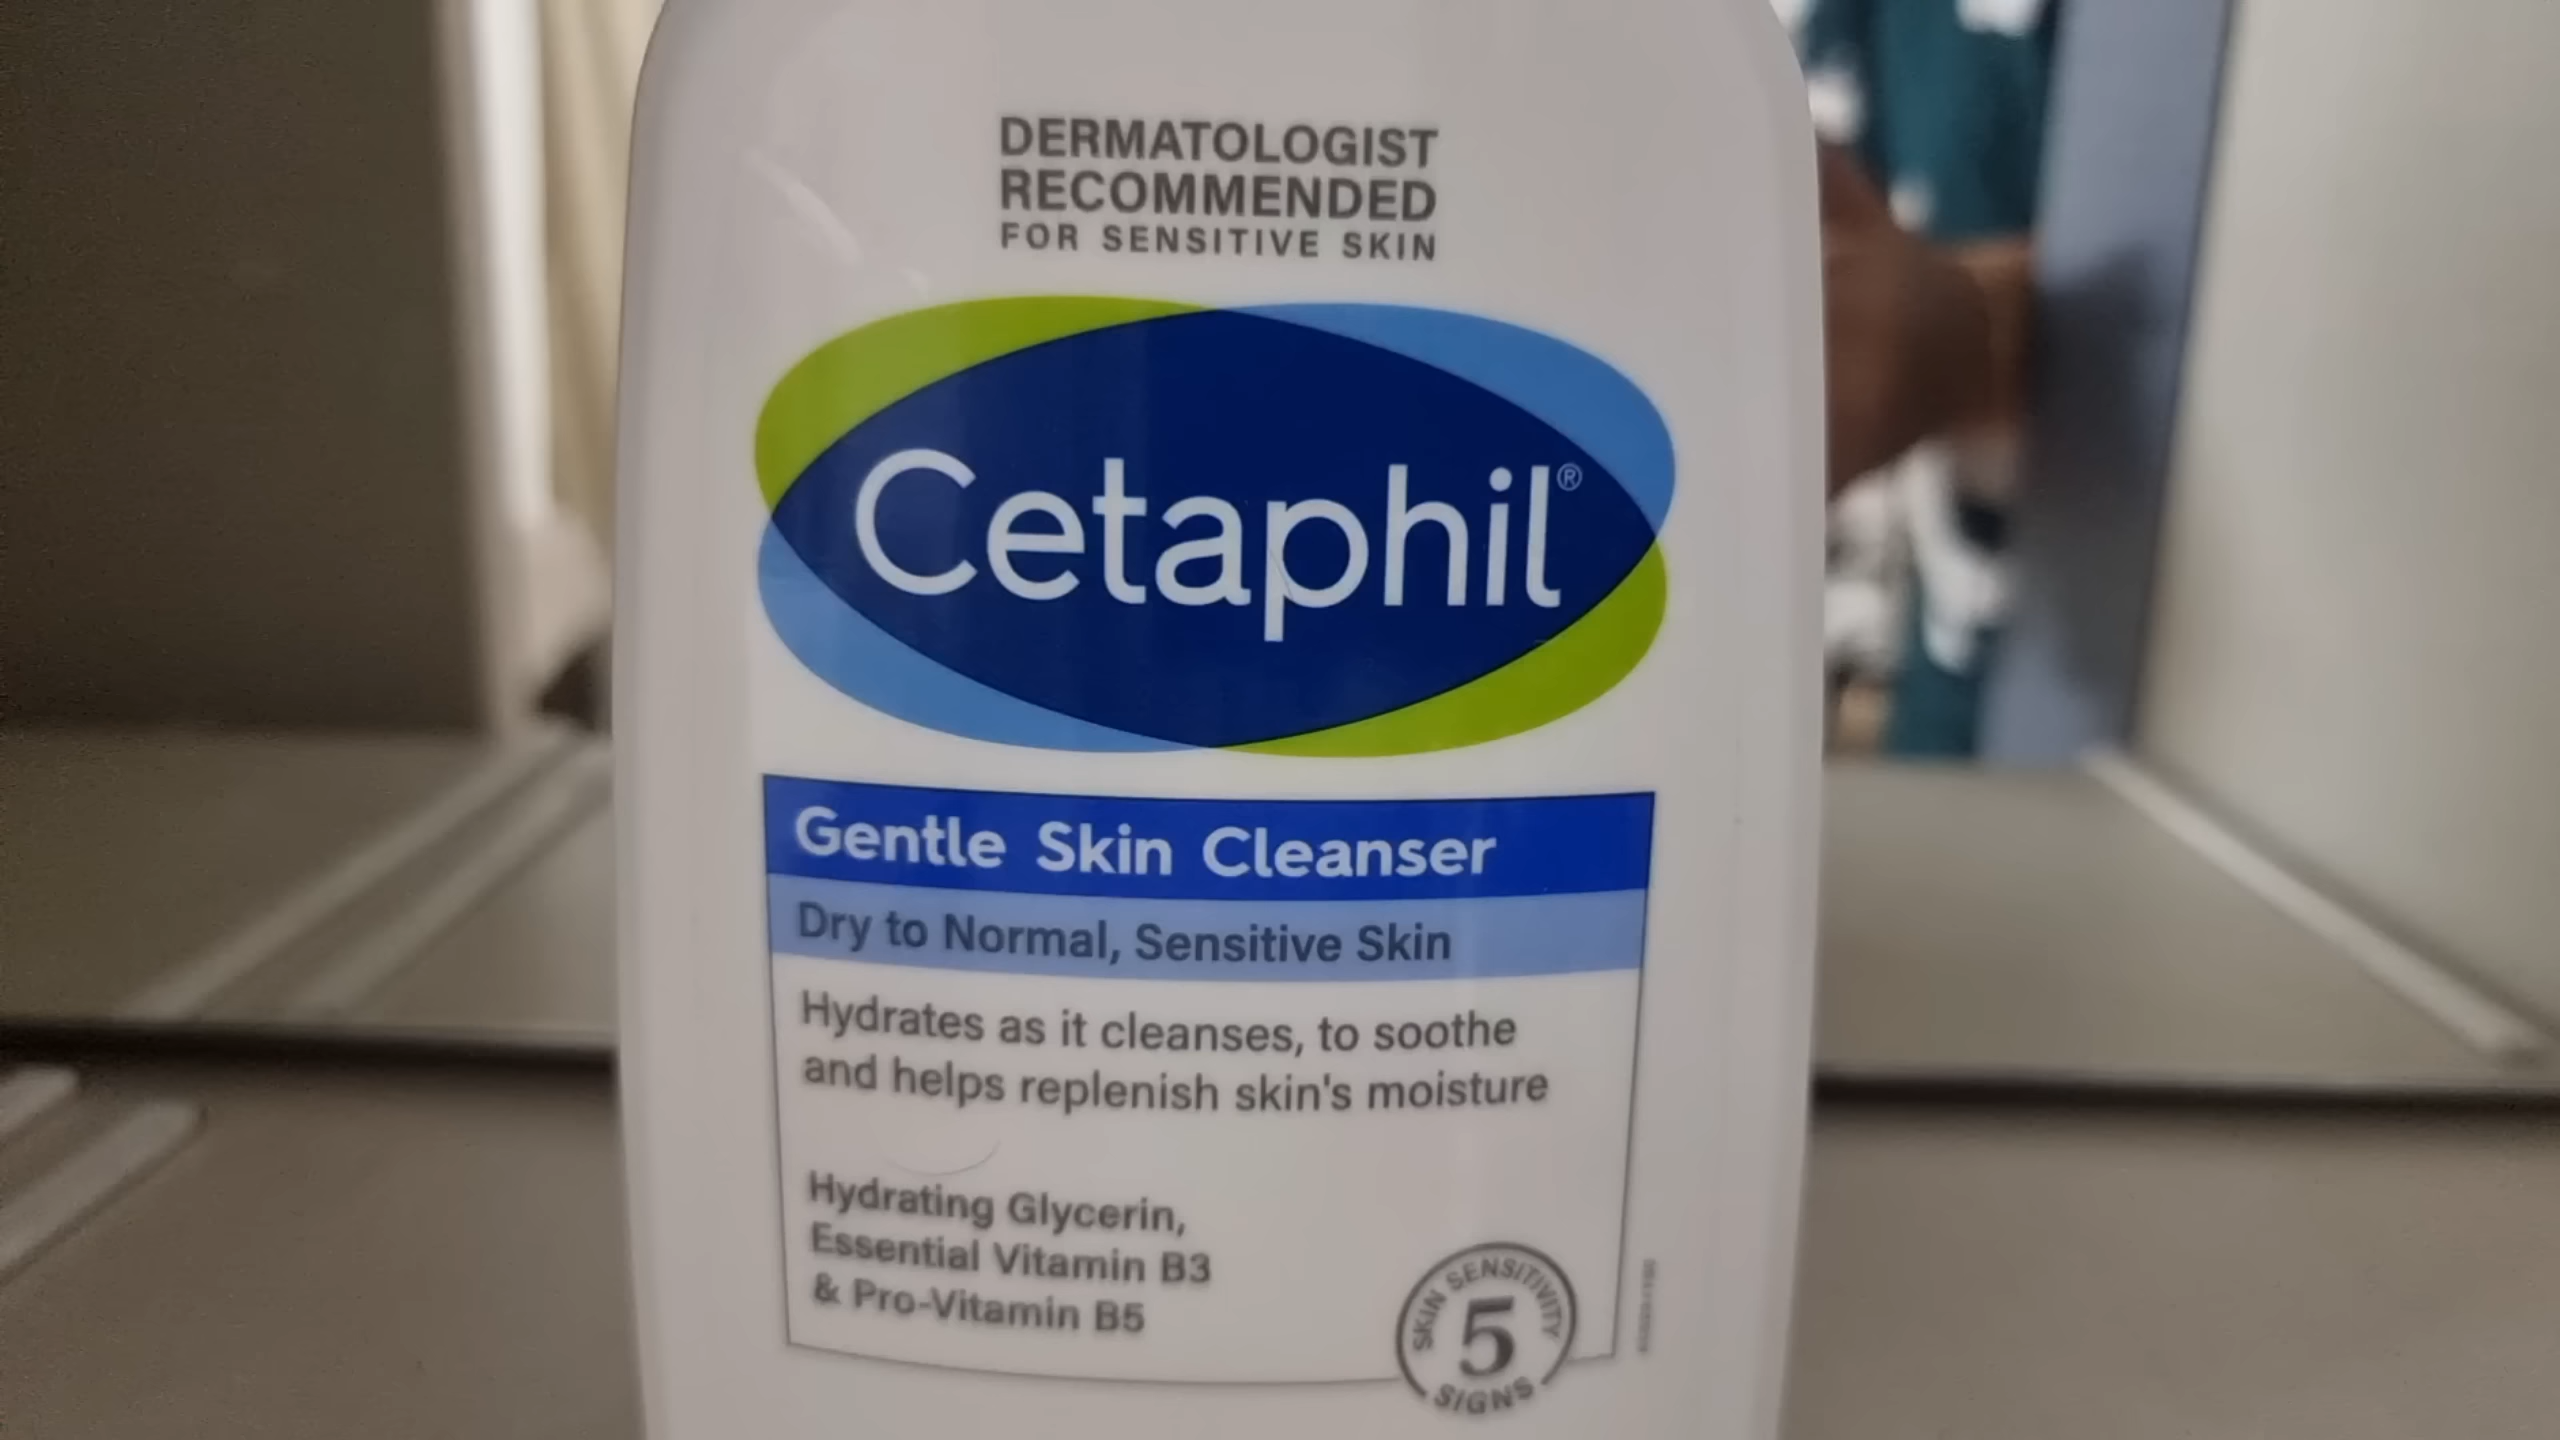 DERMATOLOGIST
RECOMMENDED
FOR SENSITIVE SKIN
Cetaphil®
Gentle Skin Cleanser
Dry to Normal, Sensitive Skin
Hydrates as it cleanses, to soothe
and helps replenish skin's moisture
Hydrating Glycerin,
Essential Vitamin B3
& Pro-Vitamin B5
SKIN SENSITIVITY
5
SIGNS